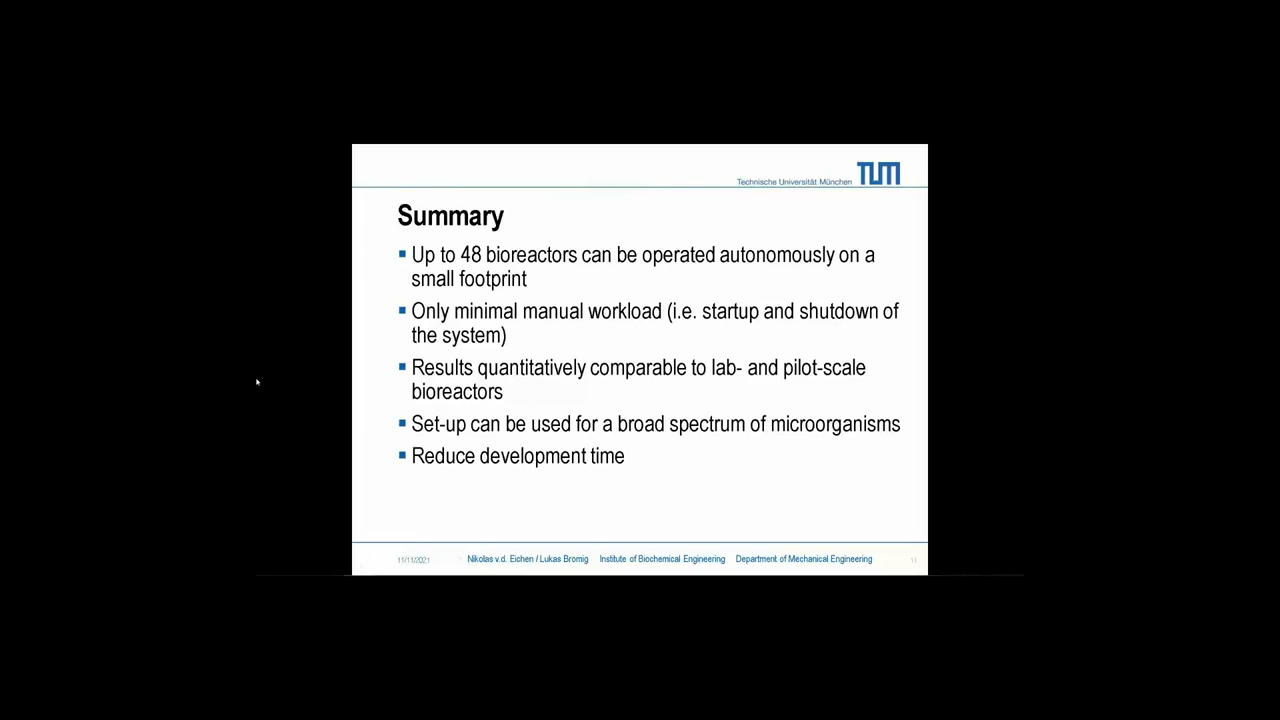 Technische Universität München TUM
Summary
Up to 48 bioreactors can be operated autonomously on a
small footprint
Only minimal manual workload (i.e. startup and shutdown of
the system)
Results quantitatively comparable to lab- and pilot-scale
bioreactors
Set-up can be used for a broad spectrum of microorganisms
Reduce development time
11/11/2021 Nikolas v.d. Eichen / Lukas Bromig Institute of Biochemical Engineering Department of Mechanical Engineering